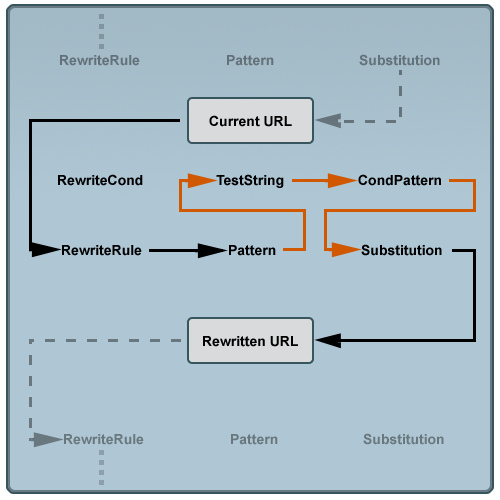 RewriteRule Pattern Substitution
Current URL
RewriteCond TestString CondPattern
RewriteRule Pattern Substitution
Rewritten URL
RewriteRule Pattern Substitution